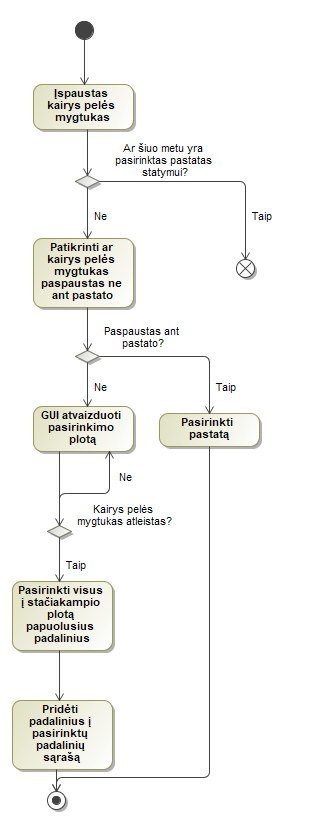 Įspaustas
kairys pelės
mygtukas
Ar šiuo metu yra
pasirinktas pastatas
statymui?
Ne
Taip
Patikrinti ar
kairys pelės
mygtukas
paspaustas ne
ant pastato
Paspaustas ant
pastato?
Ne
Taip
GUI atvaizduoti
pasirinkimo
plotą
Pasirinkti
pastatą
Ne
Kairys pelės
mygtukas atleistas?
Taip
Pasirinkti visus
į stačiakampio
plotą
papuolusius
padalinius
Pridėti
padalinius į
pasirinktų
padalinių
sąrašą